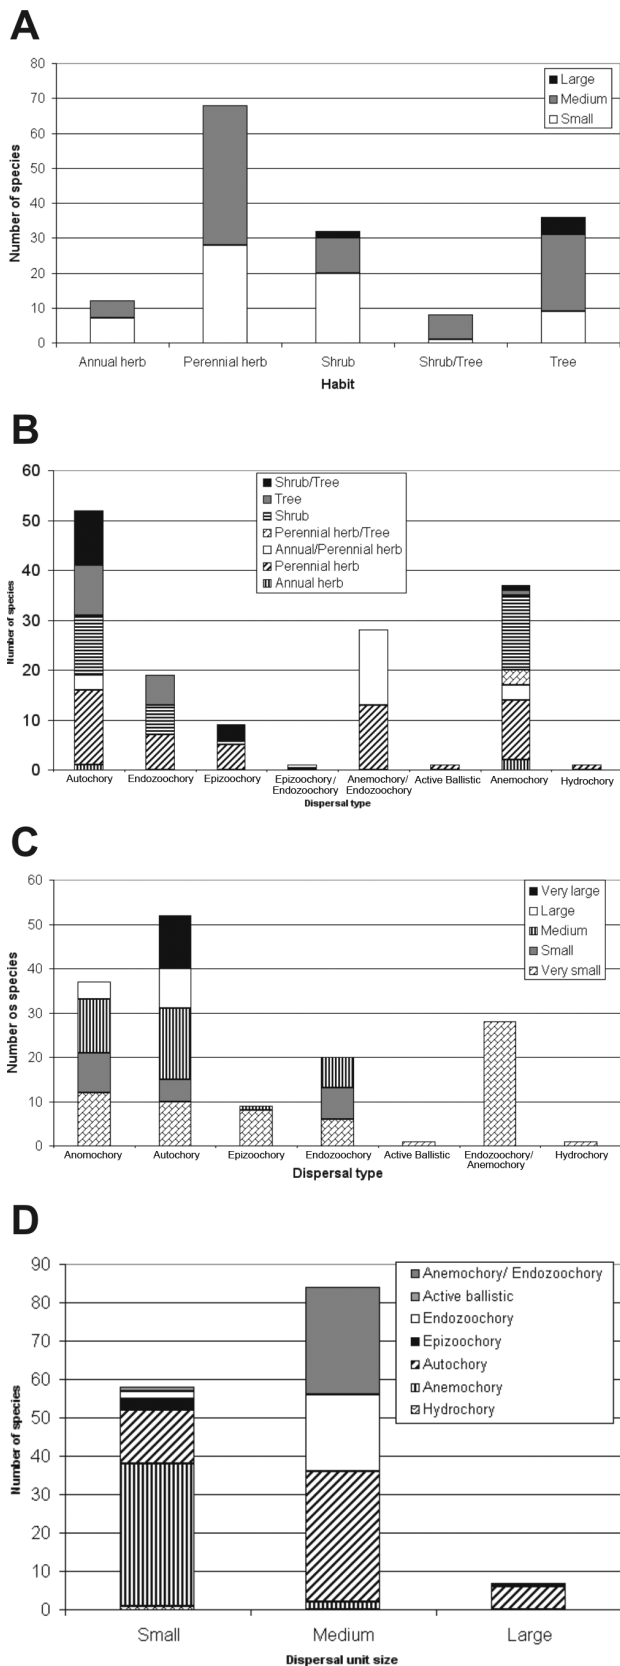 A
80
70
60
50
40
30
20
10
0
Number of species
Large
Medium
Small
Annual herb Perennial herb Shrub Shrub/Tree Tree
Habit
B
60
50
40
30
20
10
0
Number of species
Shrub/Tree
Tree
Shrub
Perennial herb/Tree
Annual/Perennial herb
Perennial herb
Annual herb
Autochory Endozoochory Epizoochory Epizoochory/ Anemochory/ Active Ballistic Anemochory Hydrochory
Endozoochory Endozoochory
Dispersal type
C
60
50
40
30
20
10
0
Number os species
Very large
Large
Medium
Small
Very small
Anomochory Autochory Epizoochory Endozoochory Active Ballistic Endozoochory/ Hydrochory
Anemochory
Dispersal type
D
90
80
70
60
50
40
30
20
10
0
Number of species
Anemochory/ Endozoochory
Active ballistic
Endozoochory
Epizoochory
Autochory
Anemochory
Hydrochory
Small Medium Large
Dispersal unit size